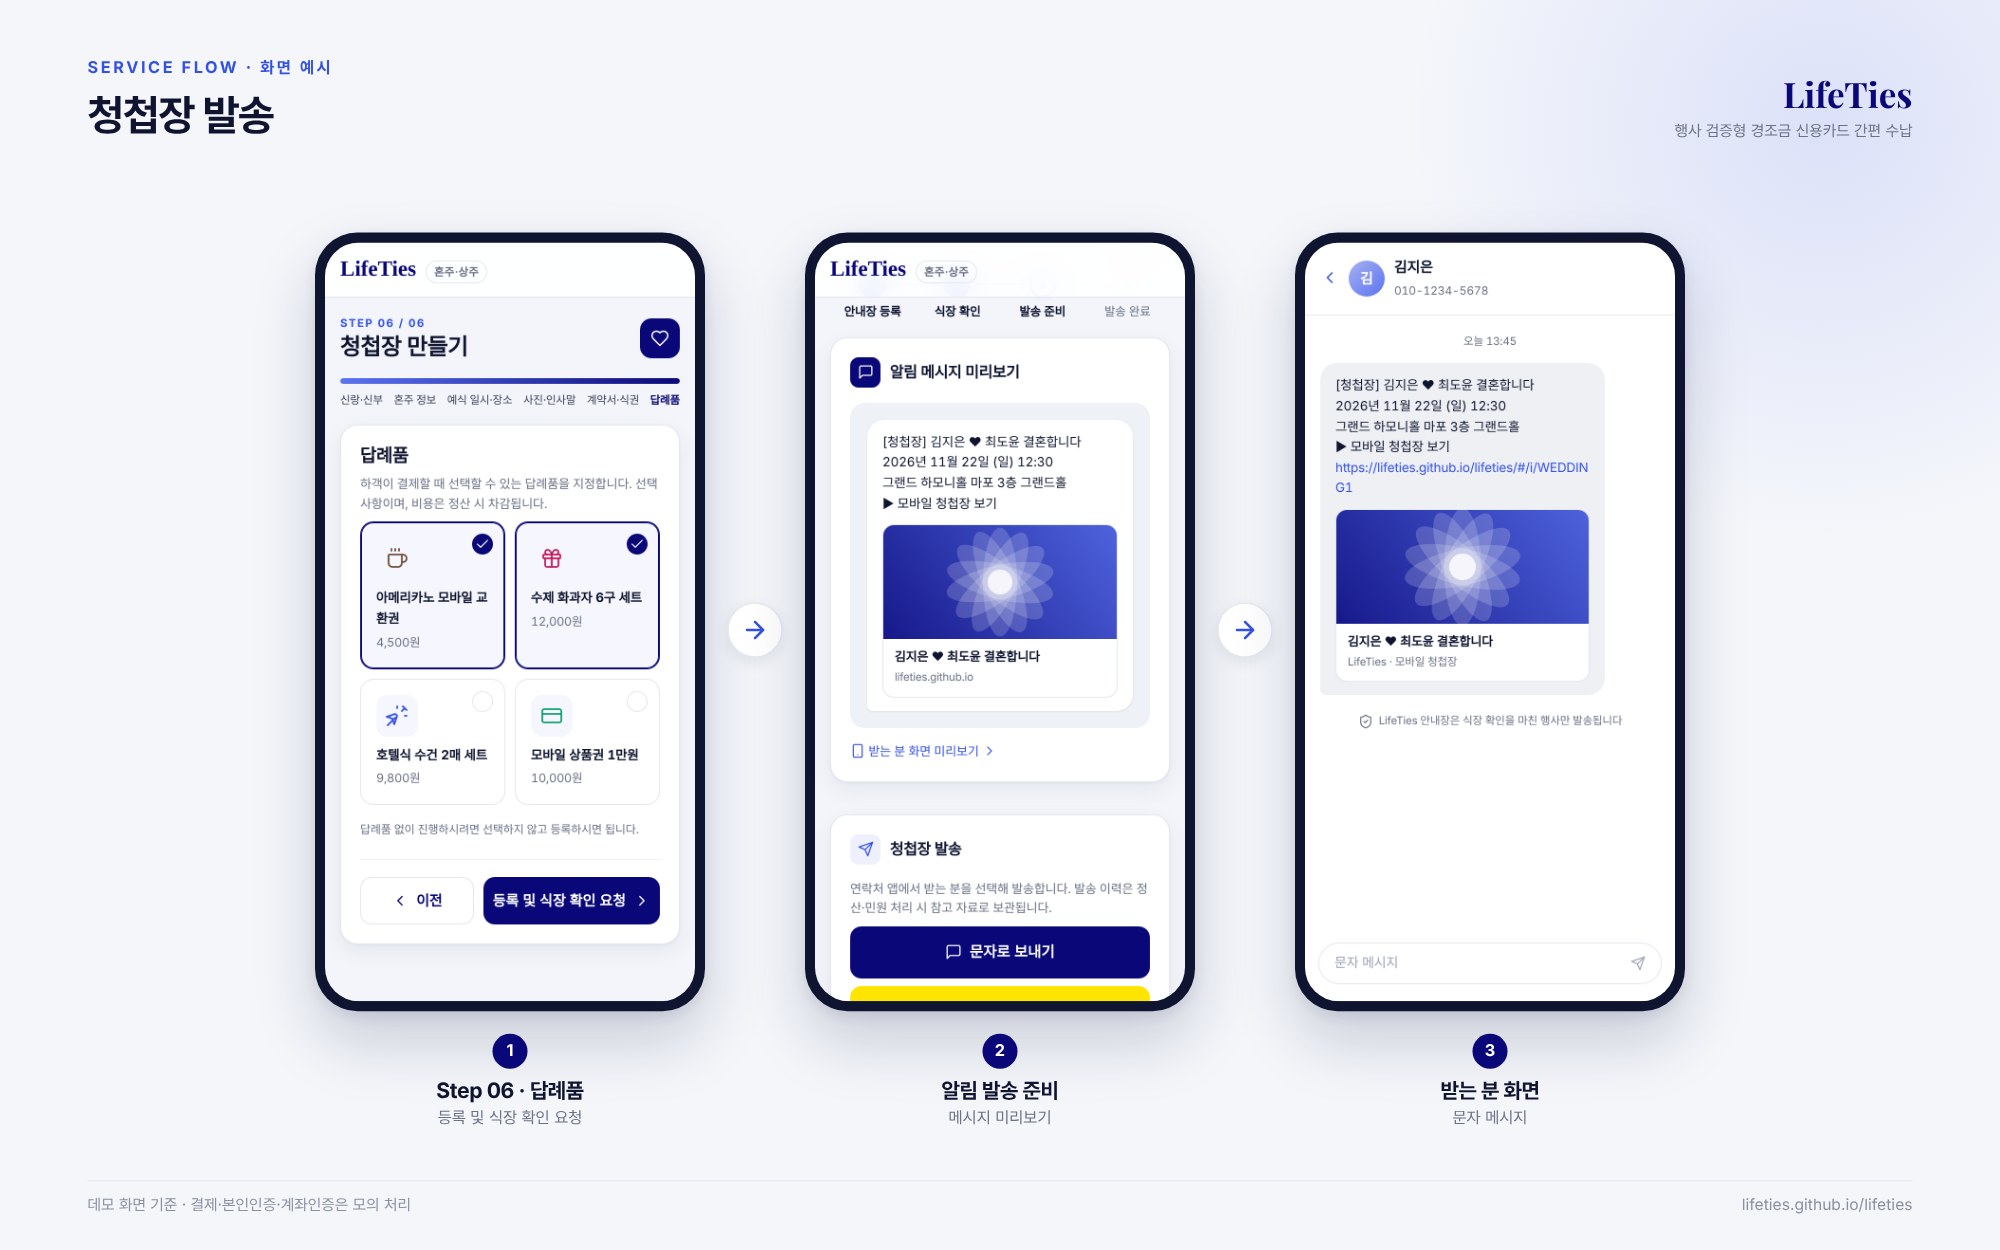 SERVICE FLOW · 화면 예시
청첩장 발송
LifeTies
행사 검증형 경조금 신용카드 간편 수납
LifeTies 혼주·상주
STEP 06 / 06
청첩장 만들기
신랑·신부 혼주 정보 예식 일시·장소 사진·인사말 계약서·식권 답례품
답례품
하객이 결제할 때 선택할 수 있는 답례품을 지정합니다. 선택
사항이며, 비용은 정산 시 차감됩니다.
아메리카노 모바일 교
환권
4,500원
수제 화과자 6구 세트
12,000원
호텔식 수건 2매 세트
9,800원
모바일 상품권 1만원
10,000원
답례품 없이 진행하시려면 선택하지 않고 등록하시면 됩니다.
이전
등록 및 식장 확인 요청
1
Step 06 · 답례품
등록 및 식장 확인 요청
LifeTies 혼주·상주
안내장 등록 식장 확인 발송 준비 발송 완료
알림 메시지 미리보기
[청첩장] 김지은 ♥ 최도윤 결혼합니다
2026년 11월 22일 (일) 12:30
그랜드 하모니홀 마포 3층 그랜드홀
▶ 모바일 청첩장 보기
김지은 ♥ 최도윤 결혼합니다
lifeties.github.io
받는 분 화면 미리보기
청첩장 발송
연락처 앱에서 받는 분을 선택해 발송합니다. 발송 이력은 정
산·민원 처리 시 참고 자료로 보관됩니다.
문자로 보내기
2
알림 발송 준비
메시지 미리보기
김
김지은
010-1234-5678
오늘 13:45
[청첩장] 김지은 ♥ 최도윤 결혼합니다
2026년 11월 22일 (일) 12:30
그랜드 하모니홀 마포 3층 그랜드홀
▶ 모바일 청첩장 보기
https://lifeties.github.io/lifeties/#/i/WEDDIN
G1
김지은 ♥ 최도윤 결혼합니다
LifeTies · 모바일 청첩장
LifeTies 안내장은 식장 확인을 마친 행사만 발송됩니다
문자 메시지
3
받는 분 화면
문자 메시지
데모 화면 기준 · 결제·본인인증·계좌인증은 모의 처리
lifeties.github.io/lifeties